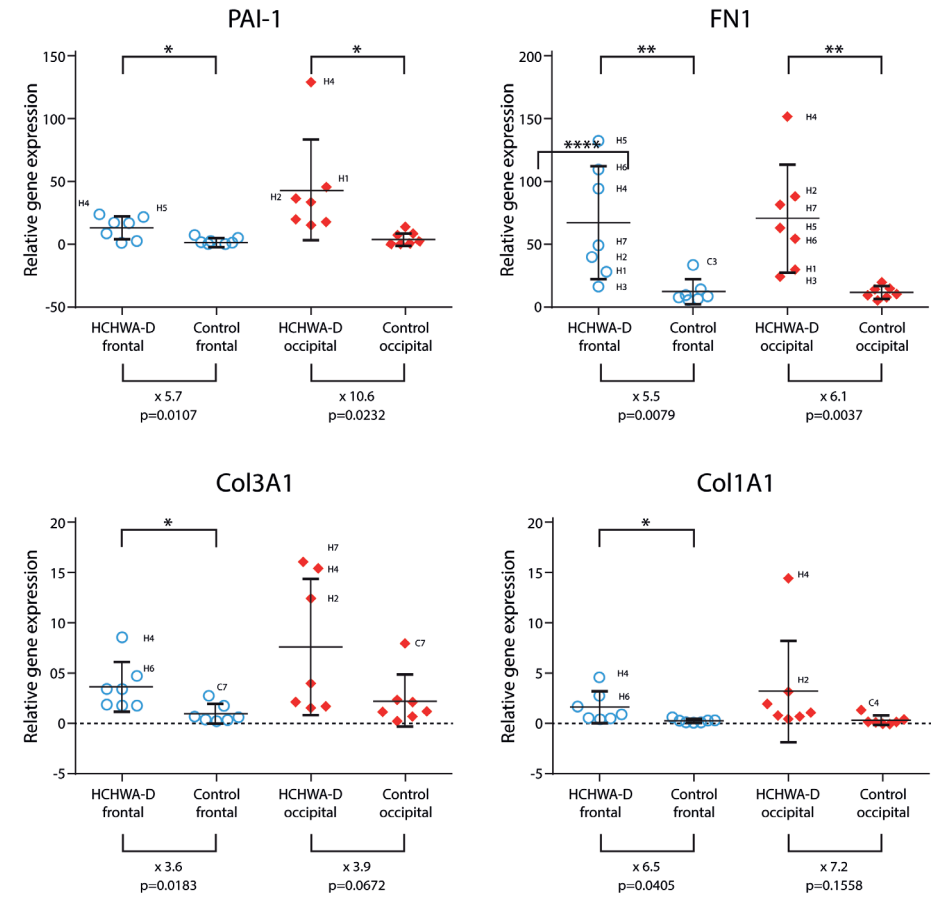 PAI-1
*
*
150
100
50
0
-50
Relative gene expression
H4
H1
H2
H4
H5
HCHWA-D
frontal
Control
frontal
HCHWA-D
occipital
Control
occipital
x 5.7
p=0.0107
x 10.6
p=0.0232
FN1
**
**
****
200
150
100
50
0
Relative gene expression
H5
H6
H4
H7
H2
H1
H3
C3
H4
H2
H7
H5
H6
H1
H3
HCHWA-D
frontal
Control
frontal
HCHWA-D
occipital
Control
occipital
x 5.5
p=0.0079
x 6.1
p=0.0037
Col3A1
*
20
15
10
05
0
-5
Relative gene expression
H4
H6
C7
H7
H4
H2
C7
HCHWA-D
frontal
Control
frontal
HCHWA-D
occipital
Control
occipital
x 3.6
p=0.0183
x 3.9
p=0.0672
Col1A1
*
20
15
10
5
0
-5
Relative gene expression
H4
H6
H4
H2
C4
HCHWA-D
frontal
Control
frontal
HCHWA-D
occipital
Control
occipital
x 6.5
p=0.0405
x 7.2
p=0.1558